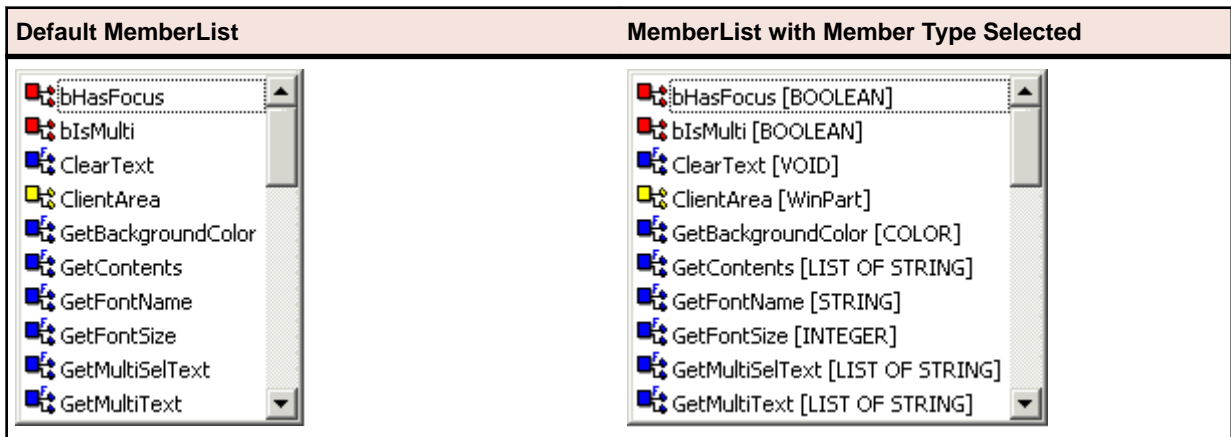 Default MemberList
MemberList with Member Type Selected
bHasFocus
bIsMulti
ClearText
ClientArea
GetBackgroundColor
GetContents
GetFontName
GetFontSize
GetMultiSelText
GetMultiText
bHasFocus [BOOLEAN]
bIsMulti [BOOLEAN]
ClearText [VOID]
ClientArea [WinPart]
GetBackgroundColor [COLOR]
GetContents [LIST OF STRING]
GetFontName [STRING]
GetFontSize [INTEGER]
GetMultiSelText [LIST OF STRING]
GetMultiText [LIST OF STRING]